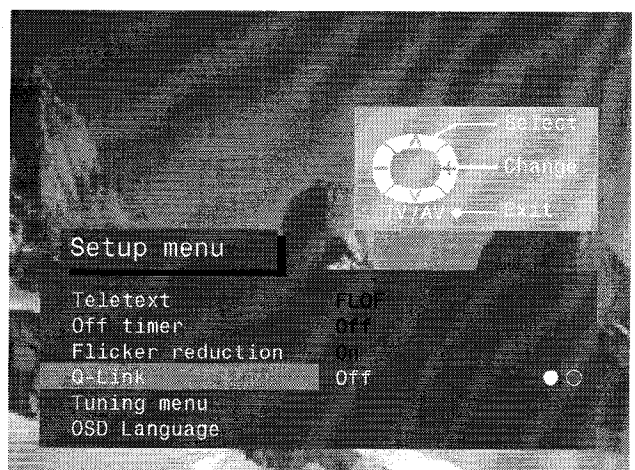 Select
Change
TV/AV Exit
Setup menu
Teletext FLOF
Off timer Off
Flicker reduction On
Q-Link Off
Tuning menu
OSD Language